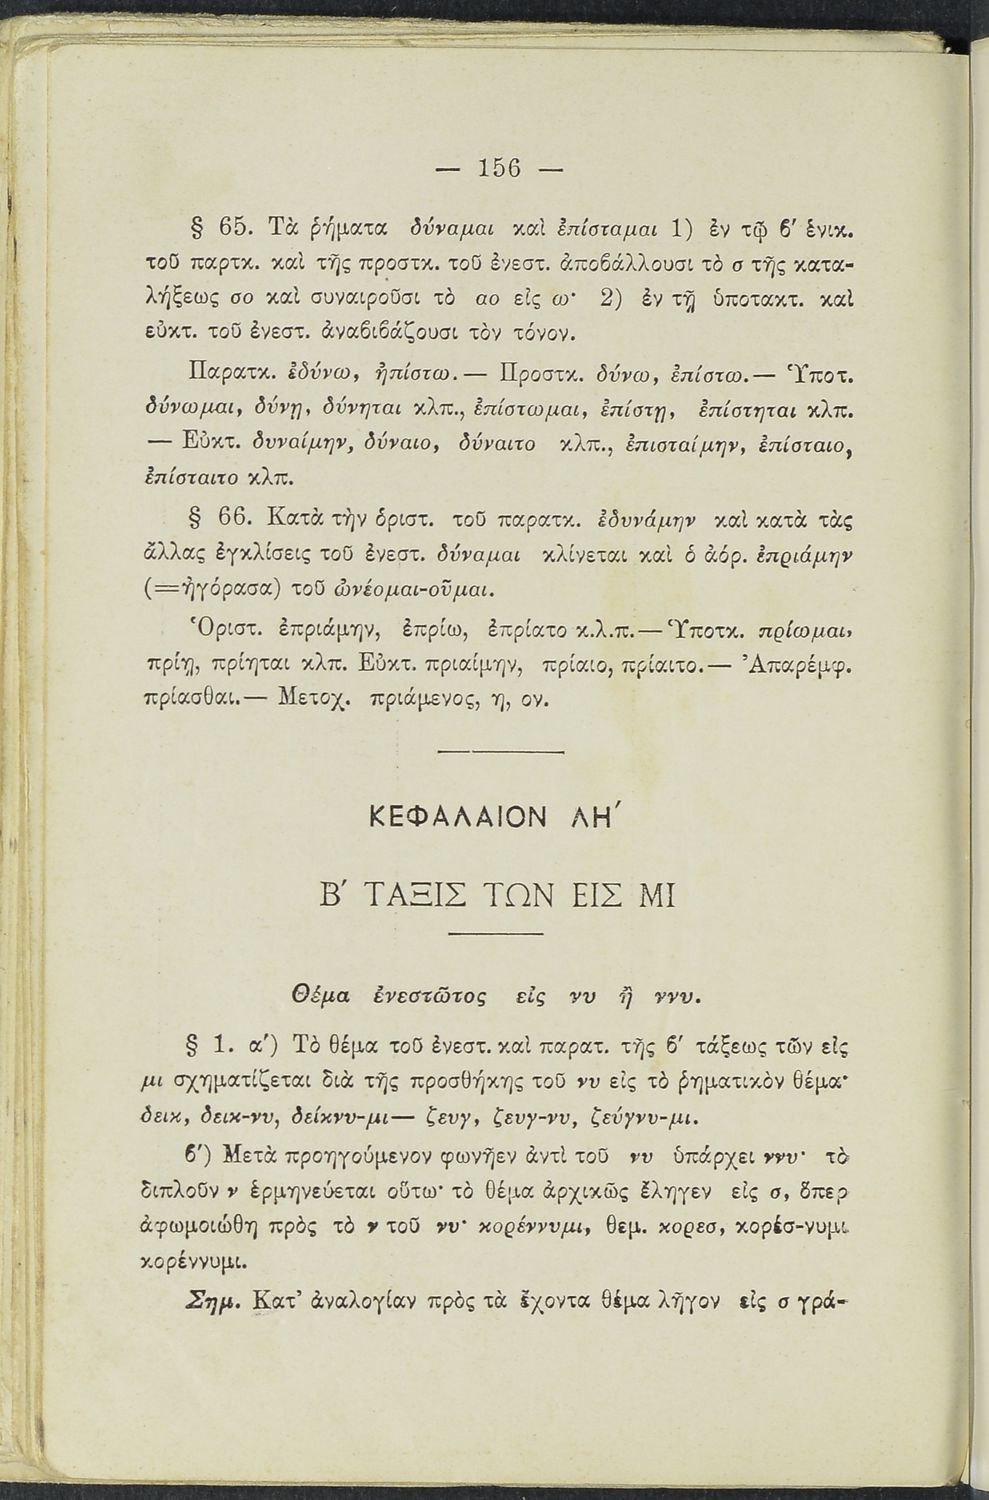 — 156 —
§ 65. Τὰ ῥήματα δύναμαι καὶ ἐπίσταμαι 1) ἐν τῷ ϐ′ ἑνικ.
τοῦ παρτκ. καὶ τῆς προστκ. τοῦ ἐνεστ. ἀποϐάλλουσι τὸ σ τῆς κατα-
λήξεως σο καὶ συναιροῦσι τὸ αο εἰς ω· 2) ἐν τῇ ὑποτακτ. καὶ
εὐκτ. τοῦ ἐνεστ. ἀναϐιϐάζουσι τὸν τόνον.
Παρατκ. ἐδύνω, ἠπίστω.— Προστκ. δύνω, ἐπίστω.— Ὑποτ.
δύνωμαι, δύνῃ, δύνηται κλπ., ἐπίστωμαι, ἐπίστῃ, ἐπίστηται κλπ.
— Εὐκτ. δυναίμην, δύναιο, δύναιτο κλπ., ἐπισταίμην, ἐπίσταιο,
ἐπίσταιτο κλπ.
§ 66. Κατὰ τὴν ὁριστ. τοῦ παρατκ. ἐδυνάμην καὶ κατὰ τὰς
ἄλλας ἐγκλίσεις τοῦ ἐνεστ. δύναμαι κλίνεται καὶ ὁ ἀόρ. ἐπριάμην
(=ἠγόρασα) τοῦ ὠνέομαι-οῦμαι.
Ὁριστ. ἐπριάμην, ἐπρίω, ἐπρίατο κ.λ.π.— Ὑποτκ. πρίωμαι,
πρίῃ, πρίηται κλπ. Εὐκτ. πριαίμην, πρίαιο, πρίαιτο.— Ἀπαρέμφ.
πρίασθαι.— Μετοχ. πριάμενος, η, ον.
ΚΕΦΑΛΑΙΟΝ ΛΗ′
Β′ ΤΑΞΙΣ ΤΩΝ ΕΙΣ ΜΙ
Θέμα ἐνεστῶτος εἰς νυ ἢ ννυ.
§ 1. α′) Τὸ θέμα τοῦ ἐνεστ. καὶ παρατ. τῆς ϐ′ τάξεως τῶν εἰς
μι σχηματίζεται διὰ τῆς προσθήκης τοῦ νυ εἰς τὸ ῥηματικὸν θέμα·
δεικ, δεικ-νυ, δείκνυ-μι— ζευγ, ζευγ-νυ, ζεύγνυ-μι.
ϐ′) Μετὰ προηγούμενον φωνῆεν ἀντὶ τοῦ νυ ὑπάρχει ννυ· τὸ
διπλοῦν ν ἑρμηνεύεται οὕτω· τὸ θέμα ἀρχικῶς ἔληγεν εἰς σ, ὅπερ
ἀφωμοιώθη πρὸς τὸ ν τοῦ νυ· κορέννυμι, θεμ. κορεσ, κορέσ-νυμι
κορέννυμι.
Σημ. Κατ’ ἀναλογίαν πρὸς τὰ ἔχοντα θέμα λῆγον εἰς σ γρά-